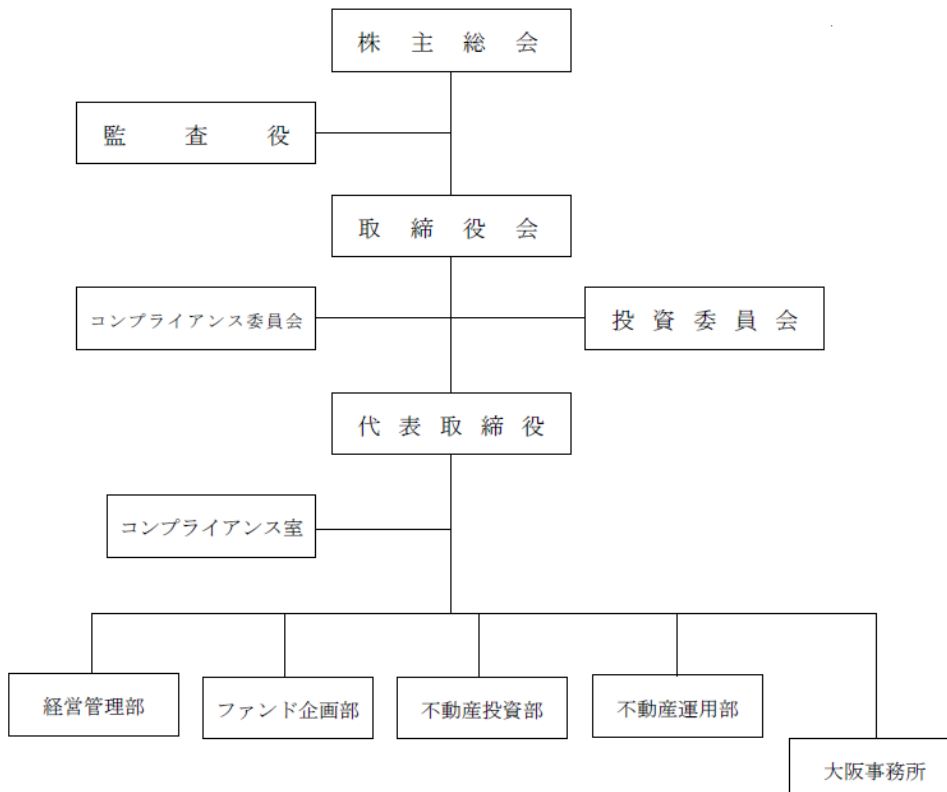 株主総会
監査役
取締役会
コンプライアンス委員会
投資委員会
代表取締役
コンプライアンス室
経営管理部
ファンド企画部
不動産投資部
不動産運用部
大阪事務所